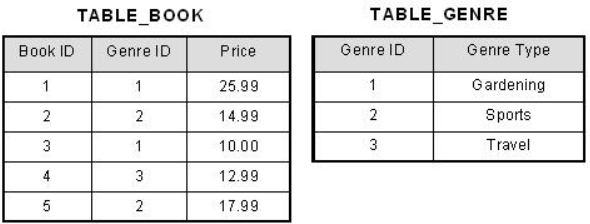 TABLE_BOOK
Book ID Genre ID Price
1 1 25.99
2 2 14.99
3 1 10.00
4 3 12.99
5 2 17.99
TABLE_GENRE
Genre ID Genre Type
1 Gardening
2 Sports
3 Travel